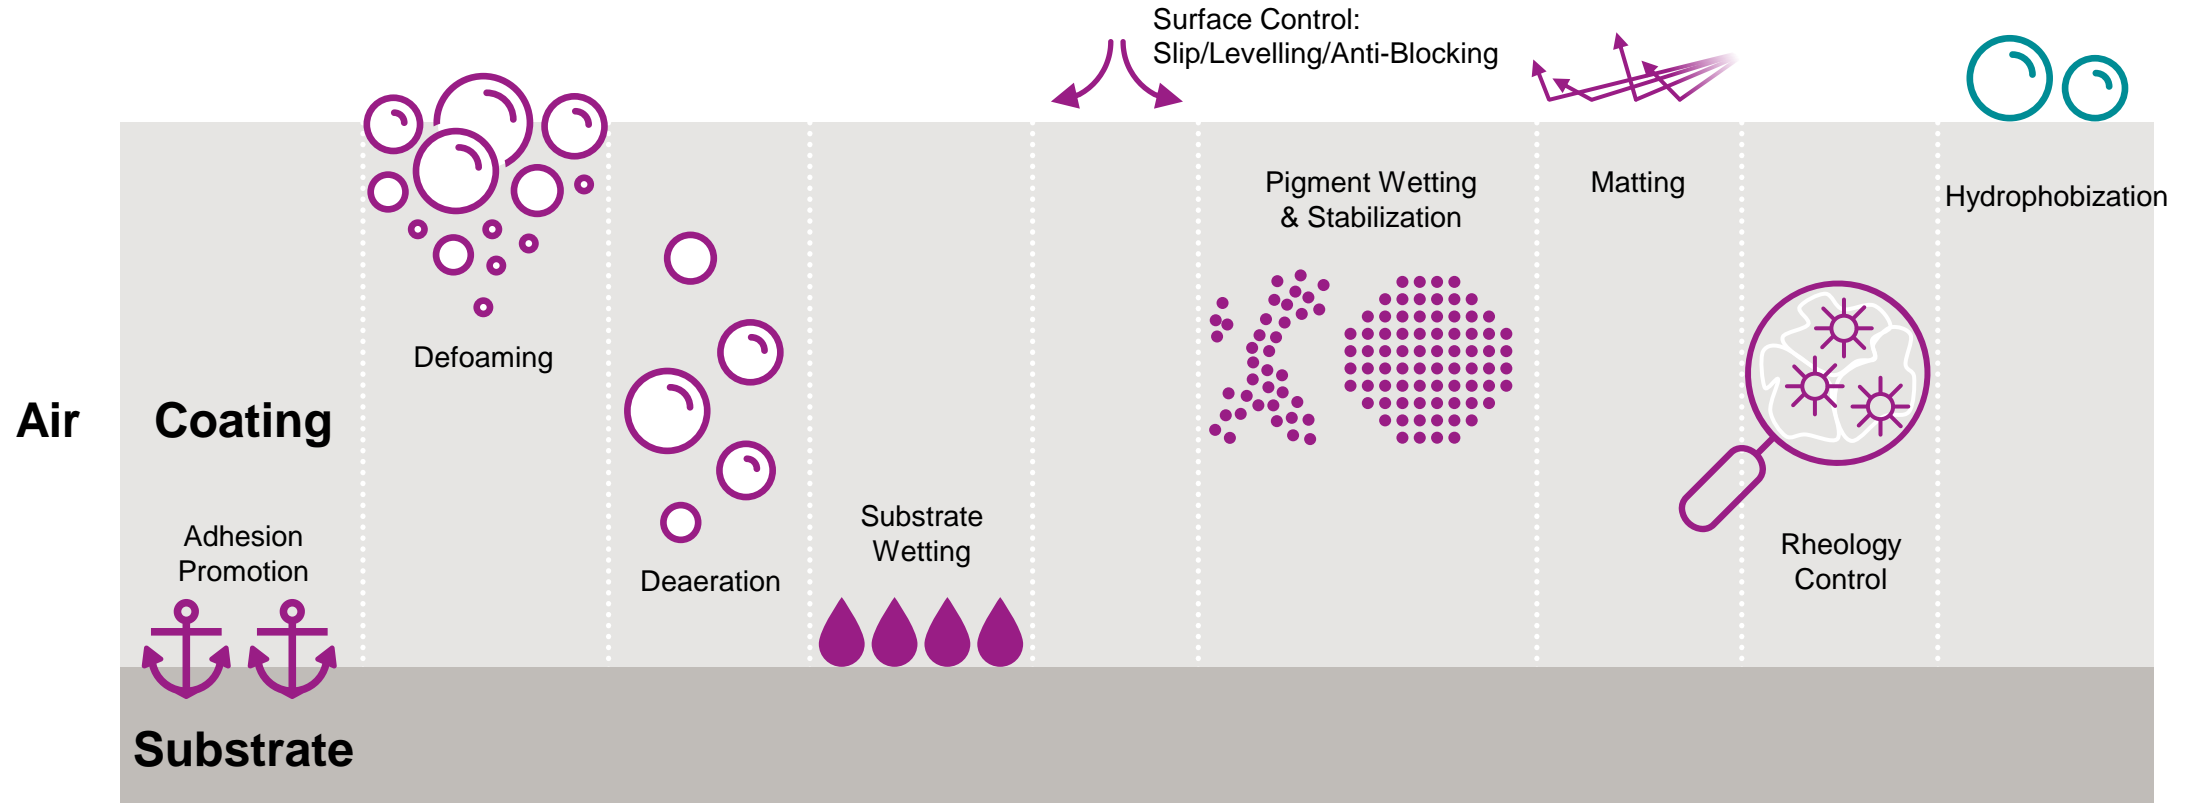 Surface Control:
Slip/Levelling/Anti-Blocking
Pigment Wetting
& Stabilization
Matting
Hydrophobization
Defoaming
Air
Coating
Adhesion
Promotion
Deaeration
Substrate
Wetting
Rheology
Control
Substrate